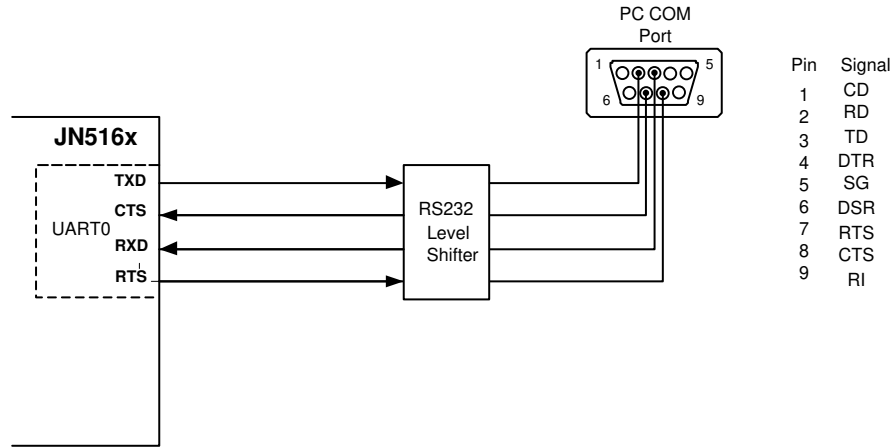 PC COM
Port
1
5
6
9
JN516x
UART0
TXD
CTS
RXD
RTS
RS232
Level
Shifter
Pin Signal
1 CD
2 RD
3 TD
4 DTR
5 SG
6 DSR
7 RTS
8 CTS
9 RI